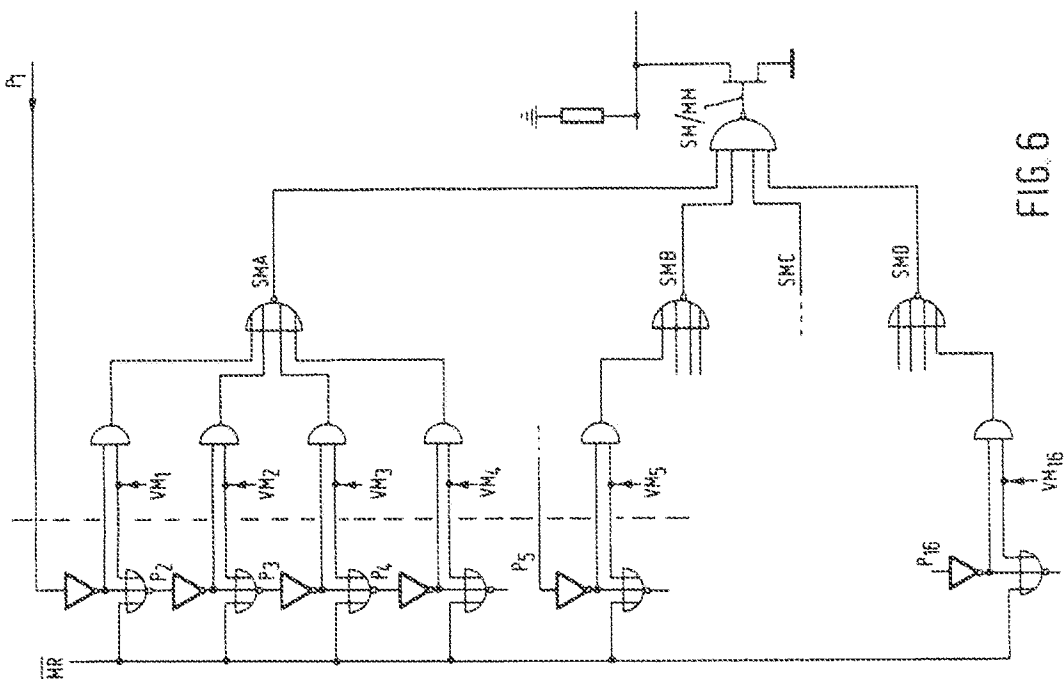 P1
SM/MM
SMA
SMB
SMC
SMD
VM1
VM2
VM3
VM4
VM5
VM16
P2
P3
P4
P5
P16
MR
FIG. 6